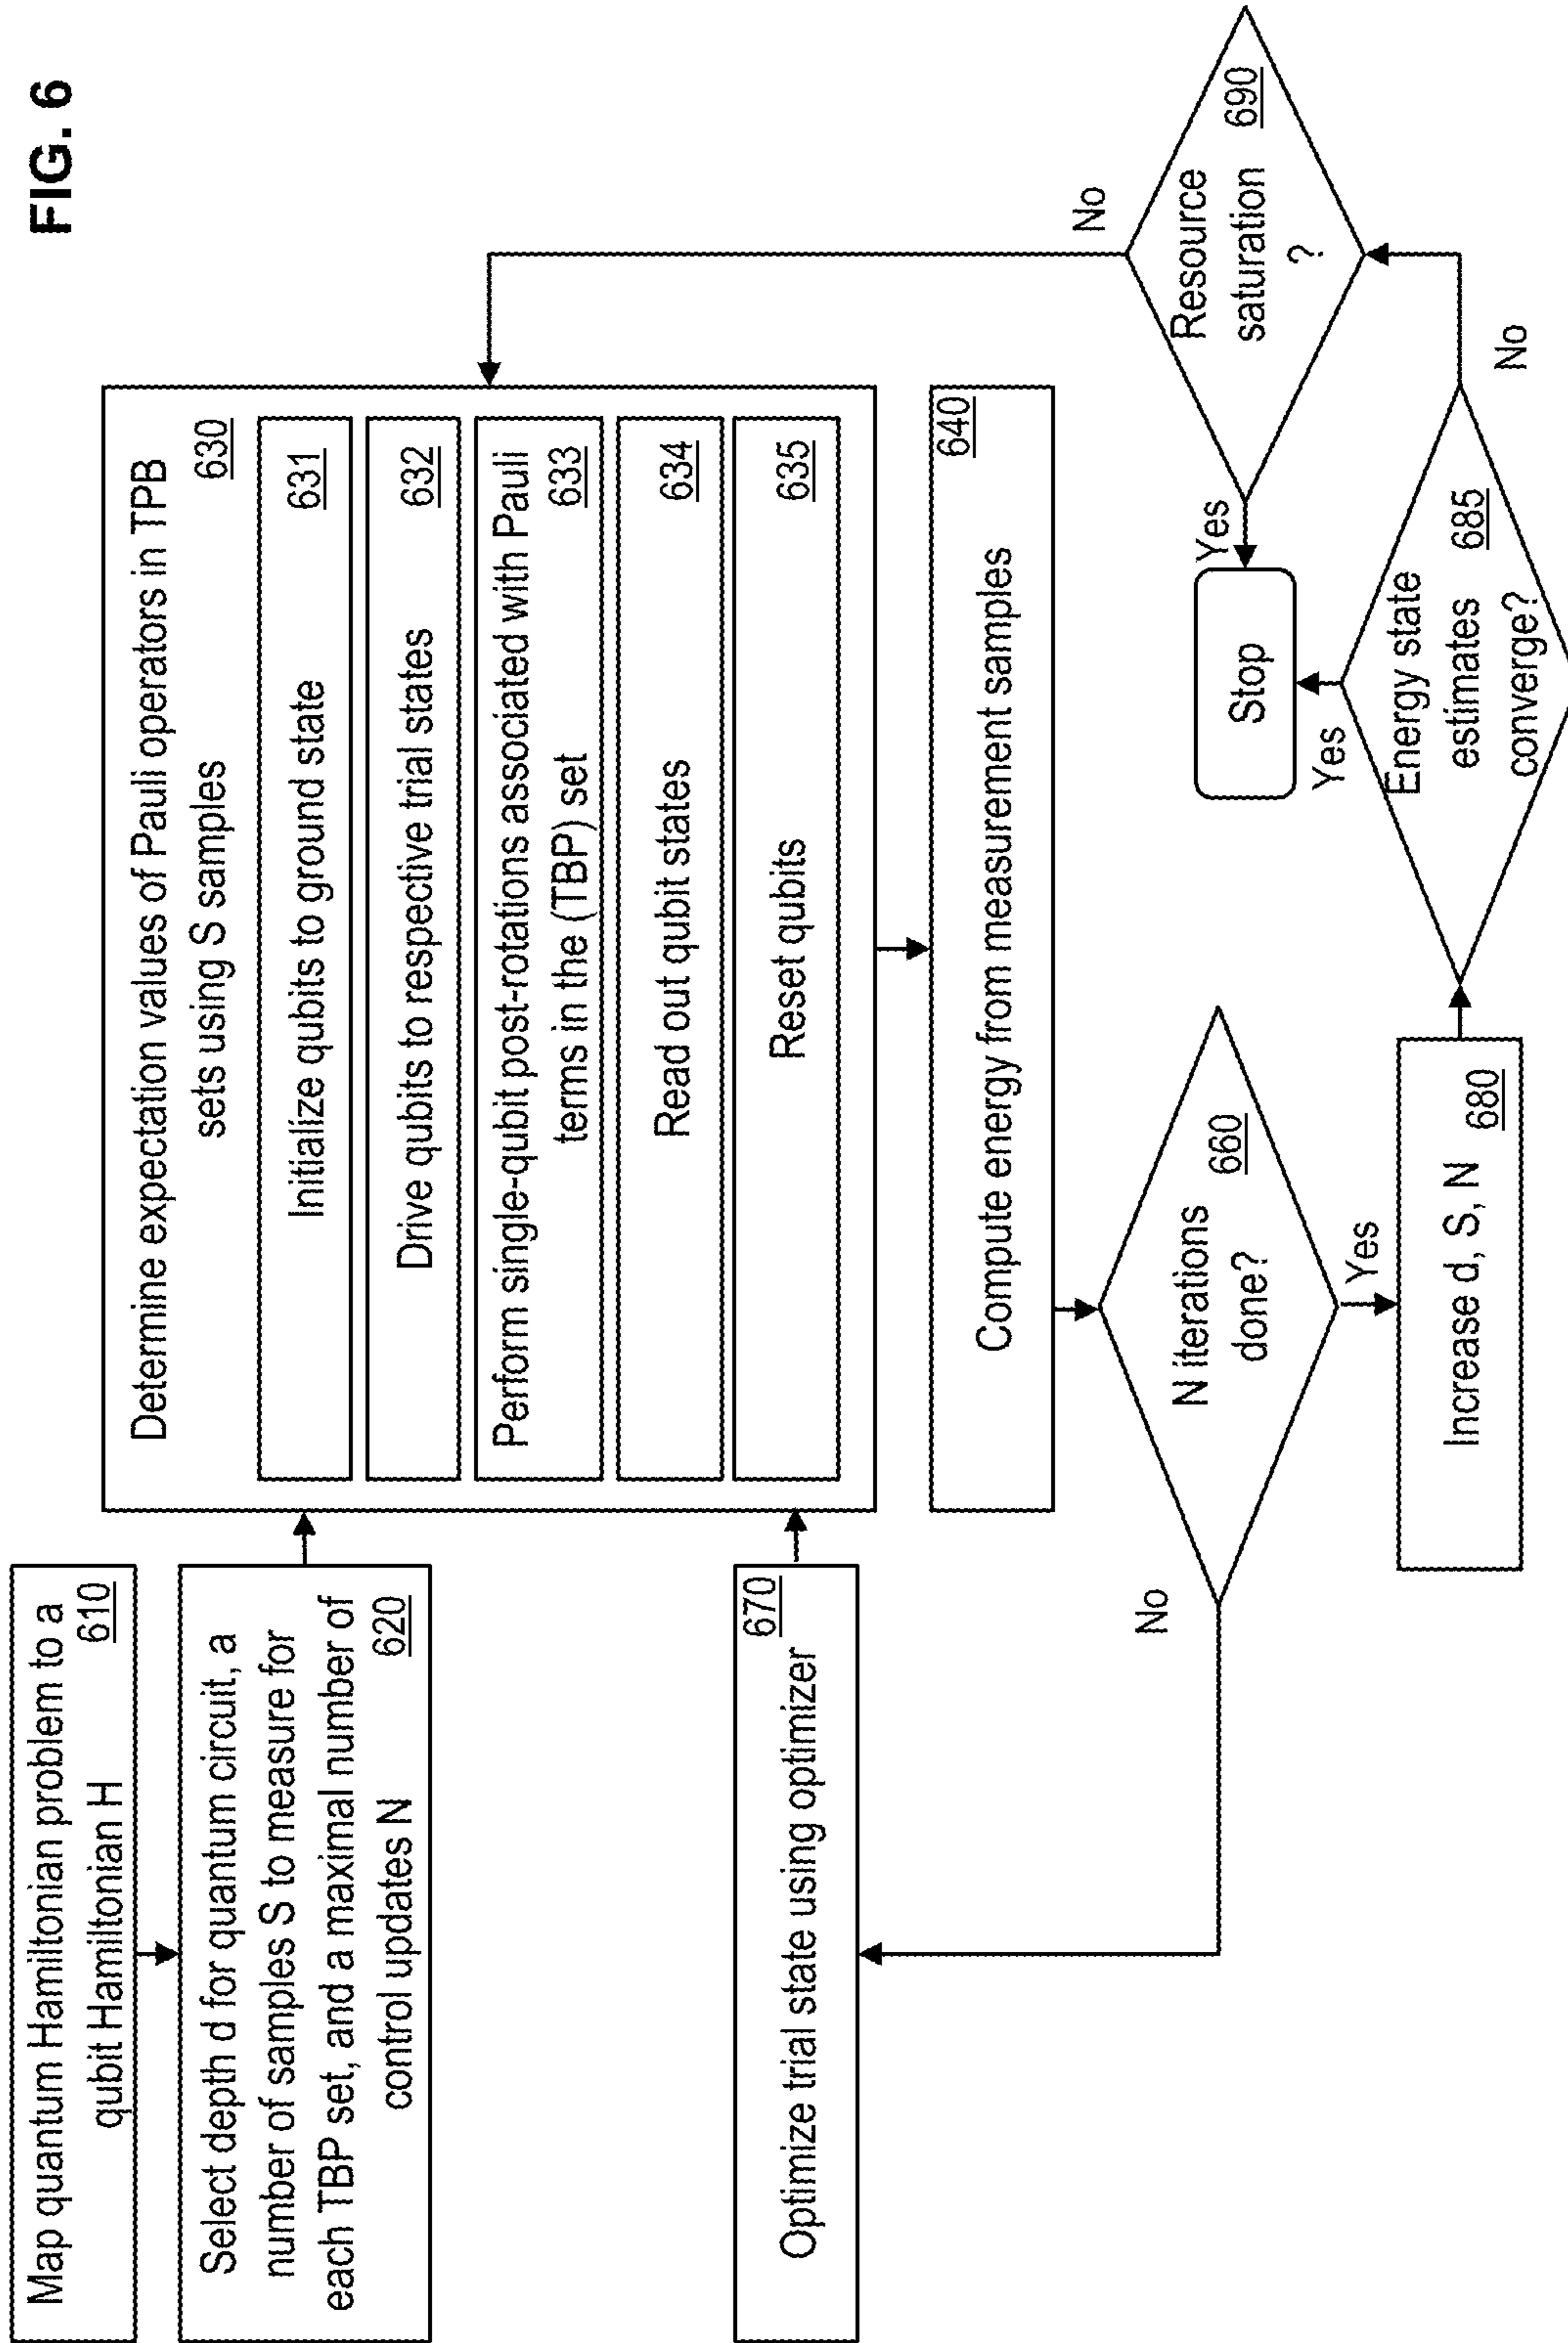 FIG. 6
Map quantum Hamiltonian problem to a
qubit Hamiltonian H
610
Select depth d for quantum circuit, a
number of samples S to measure for
each TBP set, and a maximal number of
control updates N
620
Determine expectation values of Pauli operators in TPB
sets using S samples
630
Initialize qubits to ground state
631
Drive qubits to respective trial states
632
Perform single-qubit post-rotations associated with Pauli
terms in the (TBP) set
633
Read out qubit states
634
Reset qubits
635
Compute energy from measurement samples
640
N iterations
done?
660
No
Yes
Optimize trial state using optimizer
670
Increase d, S, N
680
Energy state
estimates
converge?
685
Yes
No
Stop
Resource
saturation
?
690
Yes
No